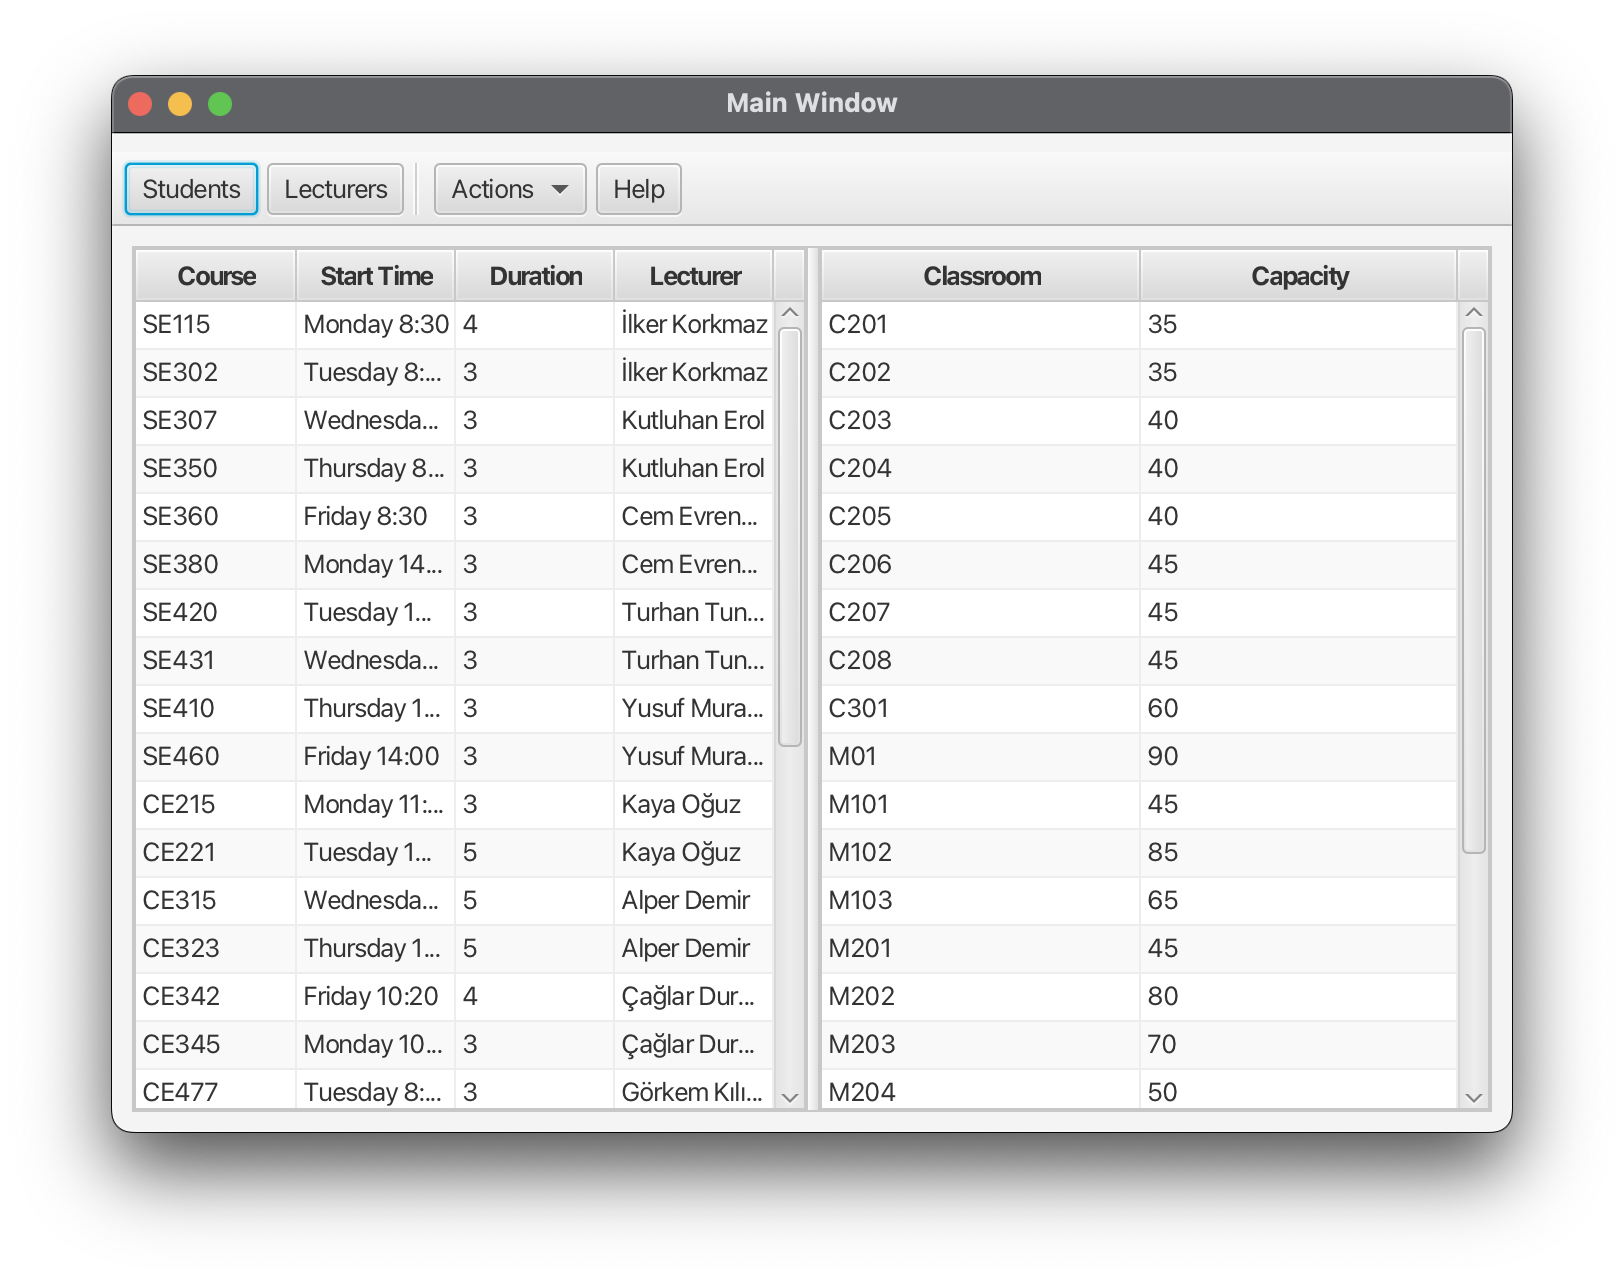 Main Window
Students Lecturers Actions Help
Course Start Time Duration Lecturer Classroom Capacity
SE115 Monday 8:30 4 İlker Korkmaz C201 35
SE302 Tuesday 8:... 3 İlker Korkmaz C202 35
SE307 Wednesda... 3 Kutluhan Erol C203 40
SE350 Thursday 8... 3 Kutluhan Erol C204 40
SE360 Friday 8:30 3 Cem Evren... C205 40
SE380 Monday 14... 3 Cem Evren... C206 45
SE420 Tuesday 1... 3 Turhan Tun... C207 45
SE431 Wednesda... 3 Turhan Tun... C208 45
SE410 Thursday 1... 3 Yusuf Mura... C301 60
SE460 Friday 14:00 3 Yusuf Mura... M01 90
CE215 Monday 11:... 3 Kaya Oğuz M101 45
CE221 Tuesday 1... 5 Kaya Oğuz M102 85
CE315 Wednesda... 5 Alper Demir M103 65
CE323 Thursday 1... 5 Alper Demir M201 45
CE342 Friday 10:20 4 Çağlar Dur... M202 80
CE345 Monday 10... 3 Çağlar Dur... M203 70
CE477 Tuesday 8:... 3 Görkem Kılı... M204 50